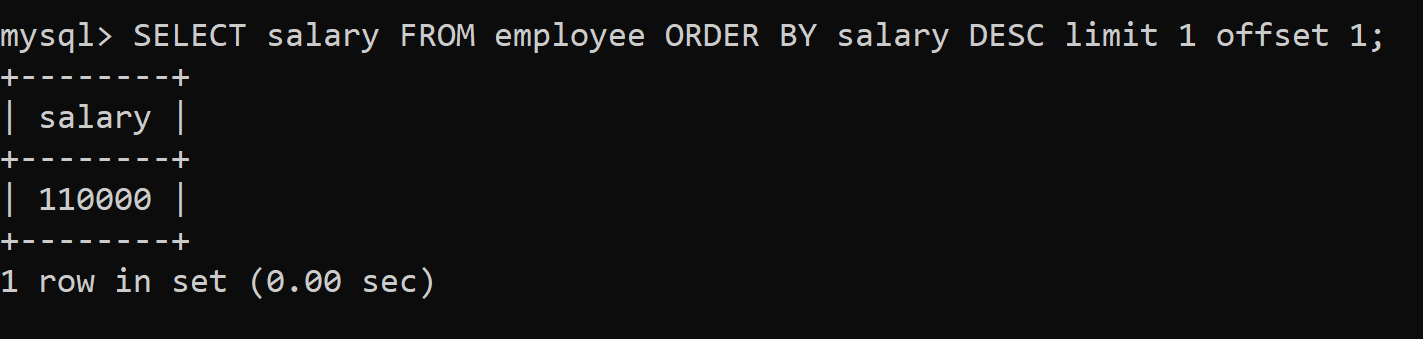 mysql> SELECT salary FROM employee ORDER BY salary DESC limit 1 offset 1;
+--------+
| salary |
+--------+
| 110000 |
+--------+
1 row in set (0.00 sec)